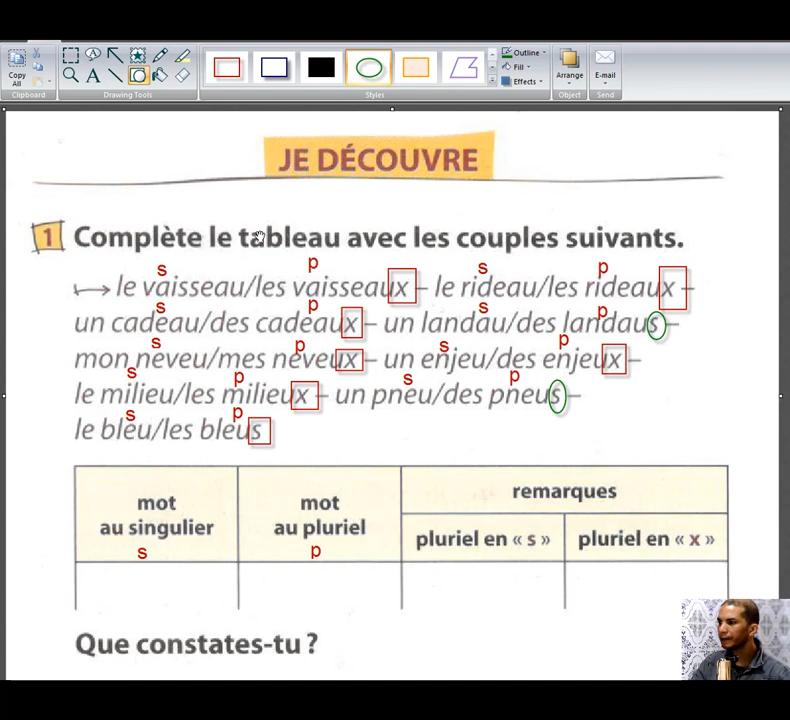 Copy
All
Clipboard
Drawing Tools
Styles
Outline
Fill
Effects
Arrange
Object
E-mail
Send
JE DÉCOUVRE
1 Complète le tableau avec les couples suivants.
s p s p
le vaisseau/les vaisseaux – le rideau/les rideaux –
s p s p
un cadeau/des cadeaux – un landau/des landaus –
s p s p
mon neveu/mes neveux – un enjeu/des enjeux –
s p s p
le milieu/les milieux – un pneu/des pneus –
s p
le bleu/les bleus
mot
au singulier
s
mot
au pluriel
p
remarques
pluriel en « s »
pluriel en « x »
Que constates-tu ?